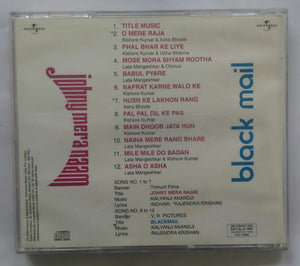 johny mera naam
black mail
1. TITLE MUSIC
*2. O MERE RAJA
Kishore Kumar & Asha Bhosle
3. PHAL BHAR KE LIYE
Kishore Kumar & Usha Khanna
4. MOSE MORA SHYAM ROOTHA
Lata Mangeshkar & Chorus
5. BABUL PYARE
Lata Mangeshkar
6. NAFRAT KARNE WALO KE
Kishore Kumar
*7. HUSN KE LAKHON RANG
Asha Bhosle
8. PAL PAL DIL KE PAS
Kishore Kumar
9. MAIN DHOOB JATA HUN
Kishore Kumar
10. NAINA MERE RANG BHARE
Lata Mangeshkar
11. MILE MILE DO BADAN
Lata Mangeshkar & Kishore Kumar
12. ASHA O ASHA
Lata Mangeshkar & Kishore Kumar
SONG NO. 1 to 7
Banner Trimurti Films
Title JOHNY MERA NAAM
Music KALYANJI ANANDJI
Lyrics INDIVAR, *RAJENDRA KRISHAN
SONG NO. 8 to 12
Banner V. R. PICTURES
Title BLACKMAIL
Music KALYANJI ANANDJI
Lyrics RAJENDRA KRISHAN